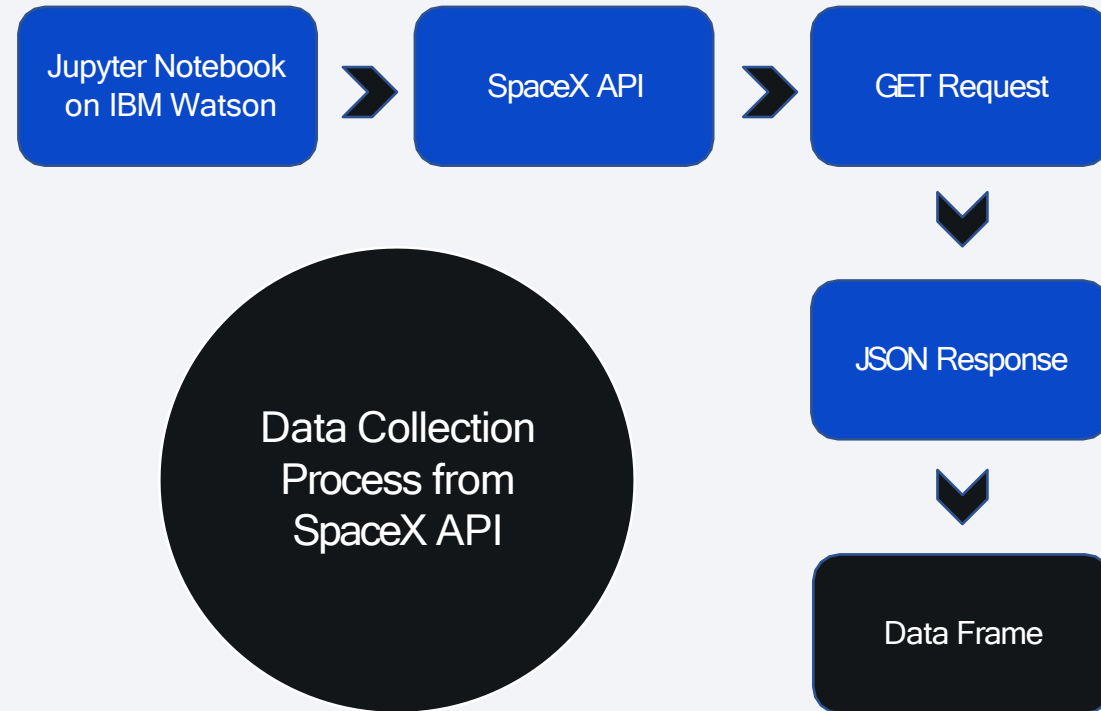 Jupyter Notebook
on IBM Watson
SpaceX API
GET Request
JSON Response
Data Collection
Process from
SpaceX API
Data Frame